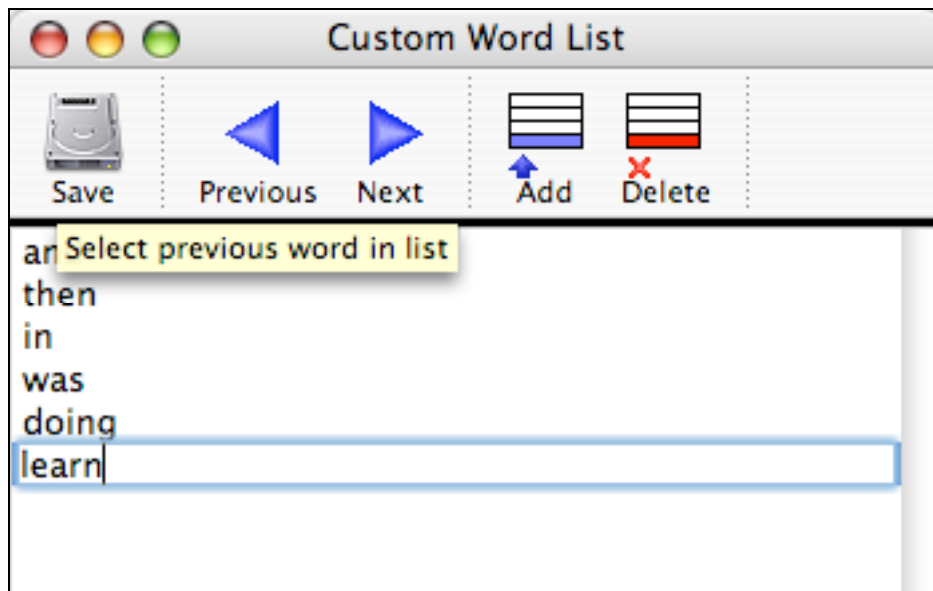 Custom Word List
Save Previous Next Add Delete
Select previous word in list
then
in
was
doing
learn